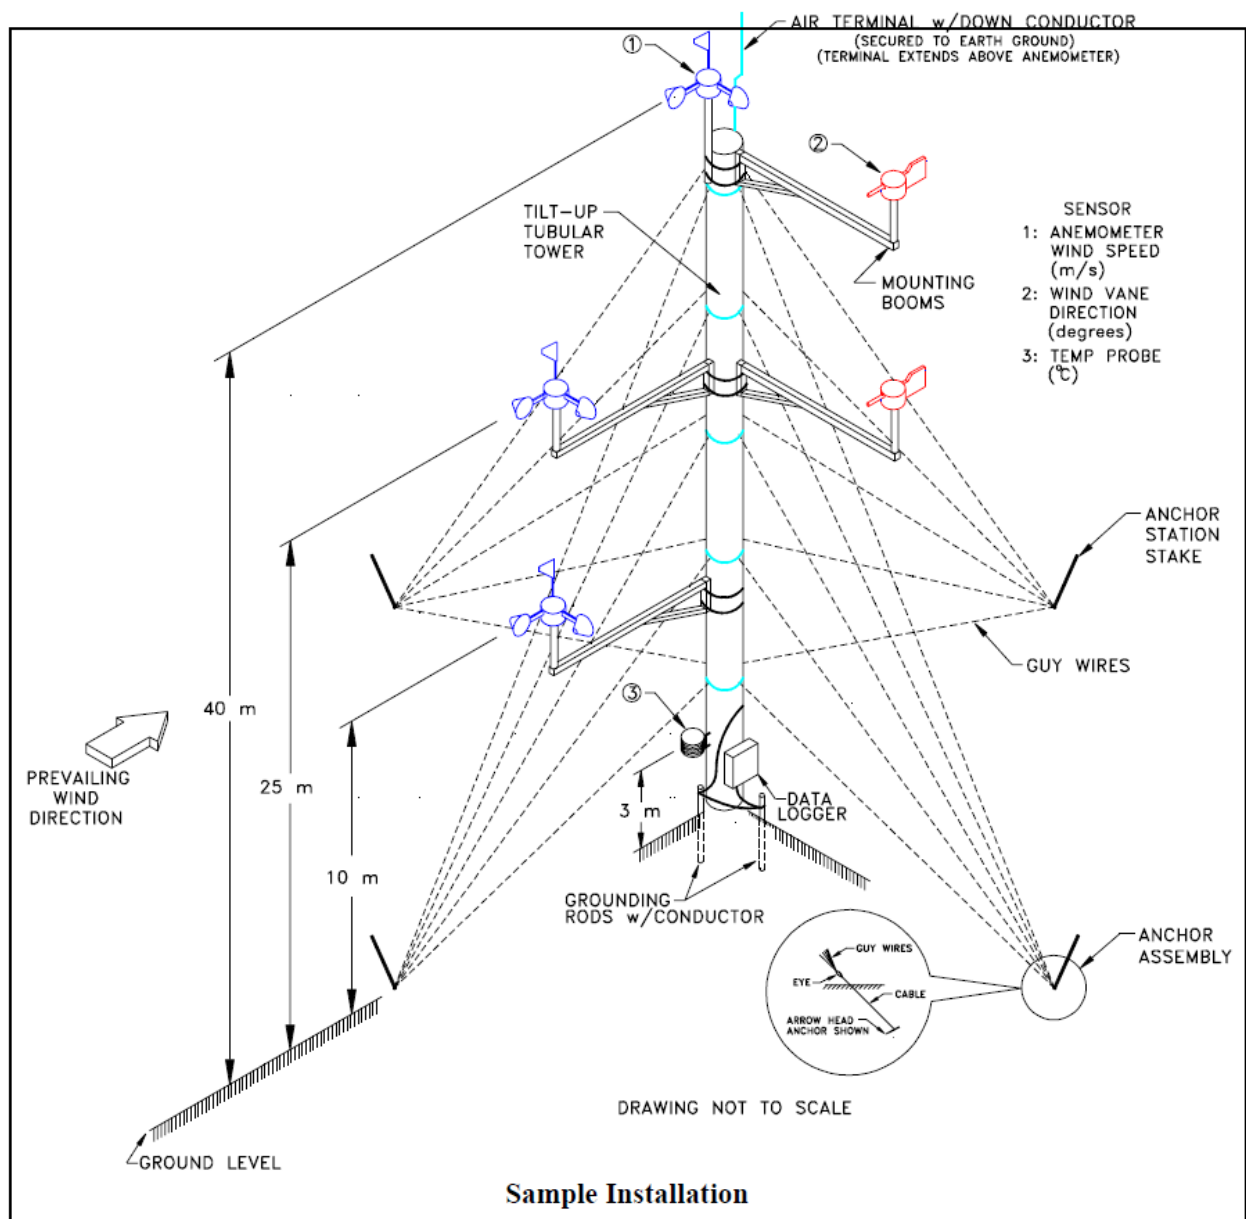 AIR TERMINAL w/DOWN CONDUCTOR
(SECURED TO EARTH GROUND)
(TERMINAL EXTENDS ABOVE ANEMOMETER)
①
②
TILT-UP
TUBULAR
TOWER
MOUNTING
BOOMS
SENSOR
1: ANEMOMETER
WIND SPEED
(m/s)
2: WIND VANE
DIRECTION
(degrees)
3: TEMP PROBE
(℃)
ANCHOR
STATION
STAKE
GUY WIRES
③
40 m
25 m
10 m
3 m
PREVAILING
WIND
DIRECTION
DATA
LOGGER
GROUNDING
RODS w/CONDUCTOR
GUY WIRES
EYE
CABLE
ARROW HEAD
ANCHOR SHOWN
ANCHOR
ASSEMBLY
DRAWING NOT TO SCALE
GROUND LEVEL
Sample Installation